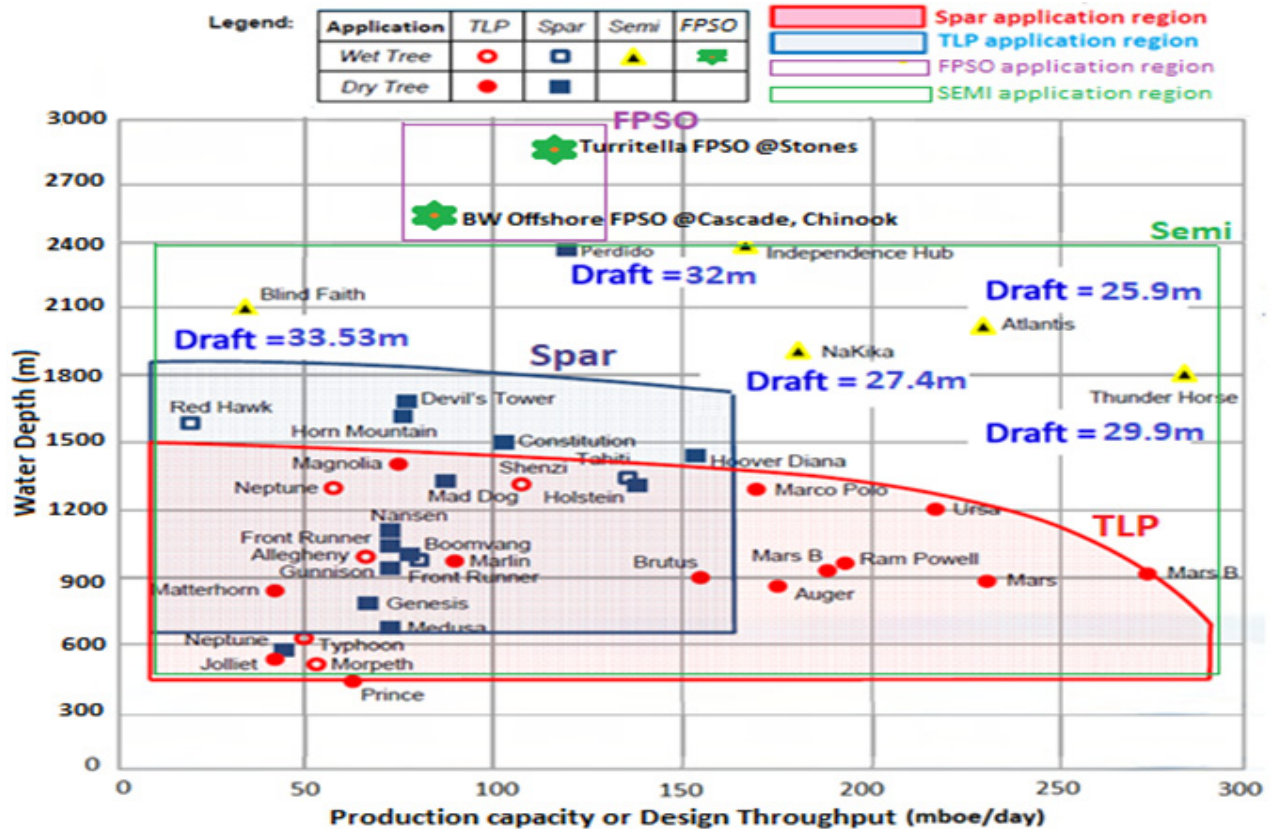 Legend:
Application TLP Spar Semi FPSO
Wet Tree
Dry Tree
Spar application region
TLP application region
FPSO application region
SEMI application region
Water Depth (m)
3000
2700
2400
2100
1800
1500
1200
900
600
300
0
FPSO
Turritella FPSO @Stones
BW Offshore FPSO @Cascade, Chinook
Semi
Perdido
Independence Hub
Draft = 32m
Draft = 25.9m
Blind Faith
Atlantis
Draft = 33.53m
NaKika
Spar
Draft = 27.4m
Thunder Horse
Devil's Tower
Red Hawk
Horn Mountain
Draft = 29.9m
Constitution
Tahiti
Hoover Diana
Magnolia
Shenzi
Neptune
Mad Dog
Holstein
Marco Polo
Ursa
Nansen
TLP
Front Runner
Boomvang
Allegheny
Marlin
Gunnison
Front Runner
Brutus
Mars B
Ram Powell
Mars
Mars B
Matterhorn
Auger
Genesis
Medusa
Neptune
Typhoon
Jolliet
Morpeth
Prince
0 50 100 150 200 250 300
Production capacity or Design Throughput (mboe/day)